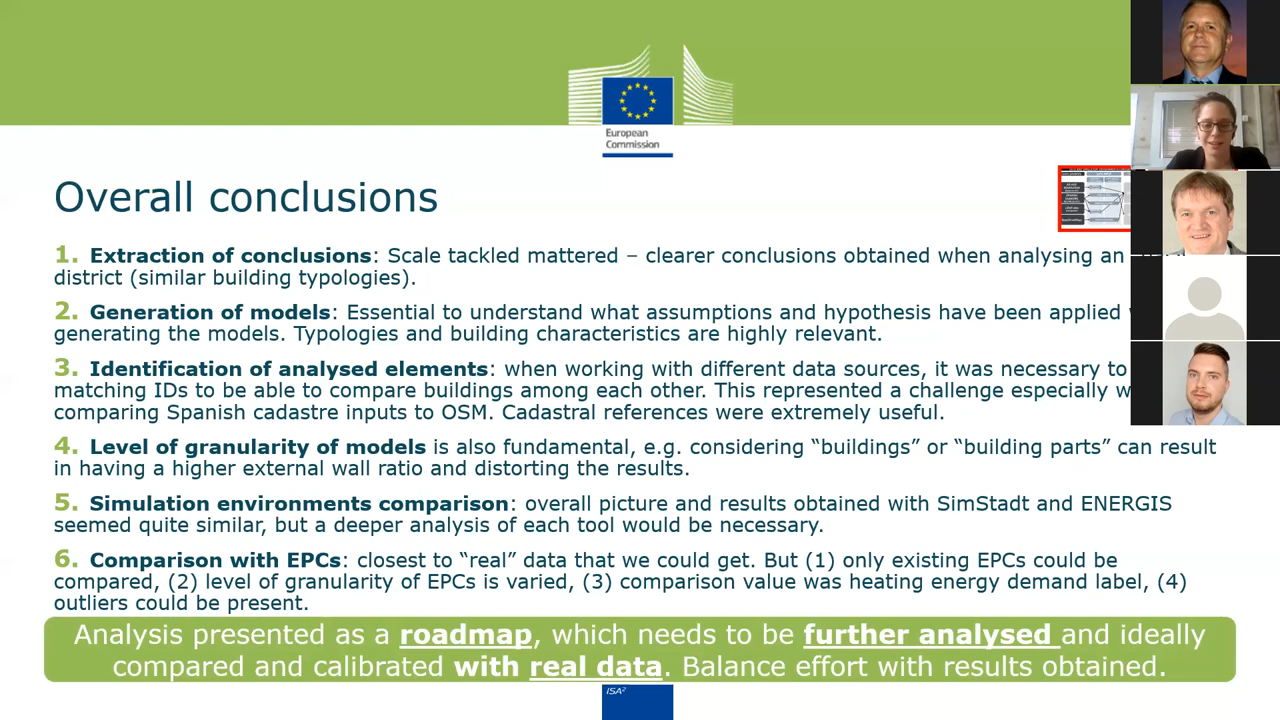 European
Commission
Overall conclusions
1. Extraction of conclusions: Scale tackled mattered – clearer conclusions obtained when analysing an
district (similar building typologies).
2. Generation of models: Essential to understand what assumptions and hypothesis have been applied
generating the models. Typologies and building characteristics are highly relevant.
3. Identification of analysed elements: when working with different data sources, it was necessary to
matching IDs to be able to compare buildings among each other. This represented a challenge especially
comparing Spanish cadastre inputs to OSM. Cadastral references were extremely useful.
4. Level of granularity of models is also fundamental, e.g. considering “buildings” or “building parts” can result
in having a higher external wall ratio and distorting the results.
5. Simulation environments comparison: overall picture and results obtained with SimStadt and ENERGIS
seemed quite similar, but a deeper analysis of each tool would be necessary.
6. Comparison with EPCs: closest to “real” data that we could get. But (1) only existing EPCs could be
compared, (2) level of granularity of EPCs is varied, (3) comparison value was heating energy demand label, (4)
outliers could be present.
Analysis presented as a roadmap, which needs to be further analysed and ideally
compared and calibrated with real data. Balance effort with results obtained.
ISA²